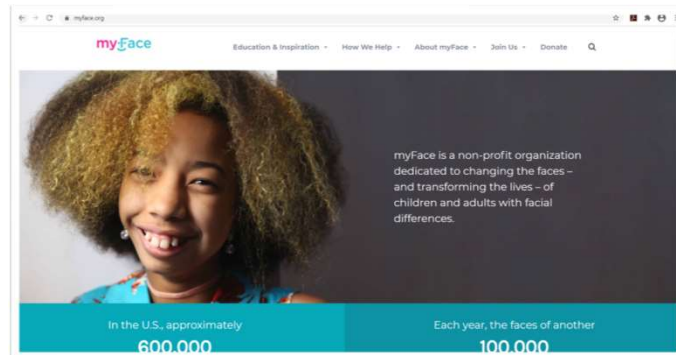 myface.org
myFace
Education & Inspiration
How We Help
About myFace
Join Us
Donate
myFace is a non-profit organization
dedicated to changing the faces –
and transforming the lives – of
children and adults with facial
differences.
In the U.S., approximately
600,000
Each year, the faces of another
100,000